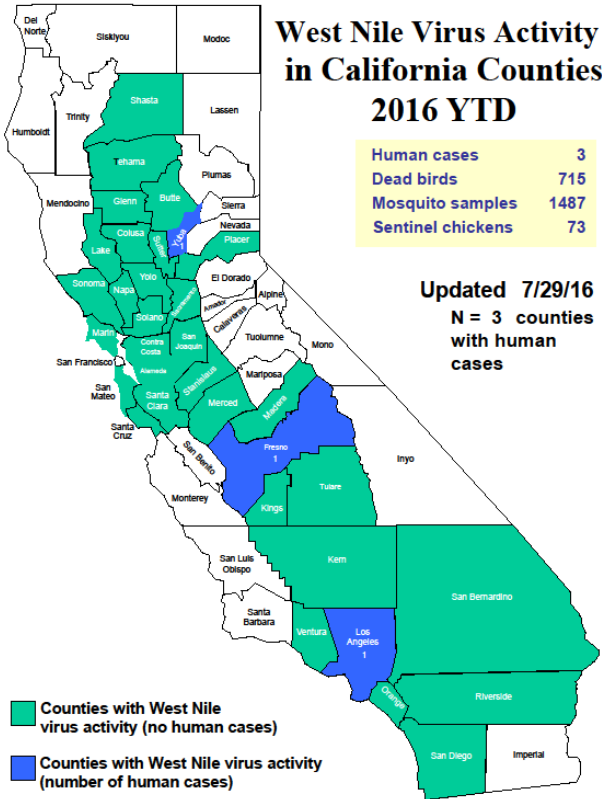 West Nile Virus Activity
in California Counties
2016 YTD
Human cases 3
Dead birds 715
Mosquito samples 1487
Sentinel chickens 73
Updated 7/29/16
N = 3 counties
with human
cases
Del
Norte
Siskiyou
Modoc
Shasta
Lassen
Trinity
Humboldt
Tehama
Plumas
Mendocino
Glenn
Butte
Sierra
Nevada
Colusa
Yuba
1
Sutter
Placer
Lake
El Dorado
Sonoma
Napa
Yolo
Sacramento
Amador
Alpine
Solano
Calaveras
Marin
Contra
Costa
San
Joaquin
Tuolumne
Mono
San Francisco
Alameda
Stanislaus
Mariposa
San
Mateo
Santa
Clara
Merced
Madera
Santa
Cruz
San Benito
Fresno
1
Inyo
Monterey
Kings
Tulare
San Luis
Obispo
Kern
San Bernardino
Santa
Barbara
Ventura
Los
Angeles
1
Orange
Riverside
San Diego
Imperial
Counties with West Nile
virus activity (no human cases)
Counties with West Nile virus activity
(number of human cases)